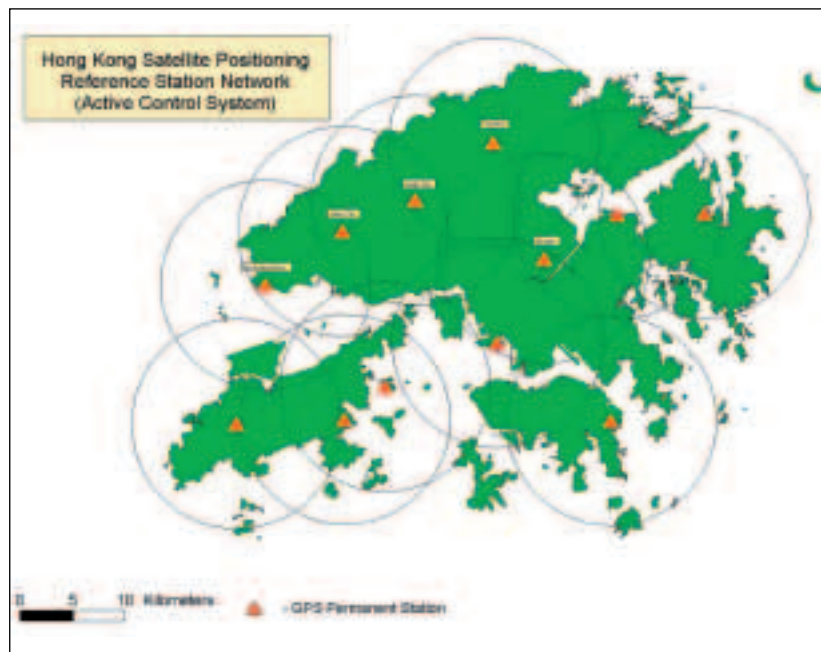 Hong Kong Satellite Positioning
Reference Station Network
(Active Control System)
0 5 10 Kilometers
- GPS Permanent Station